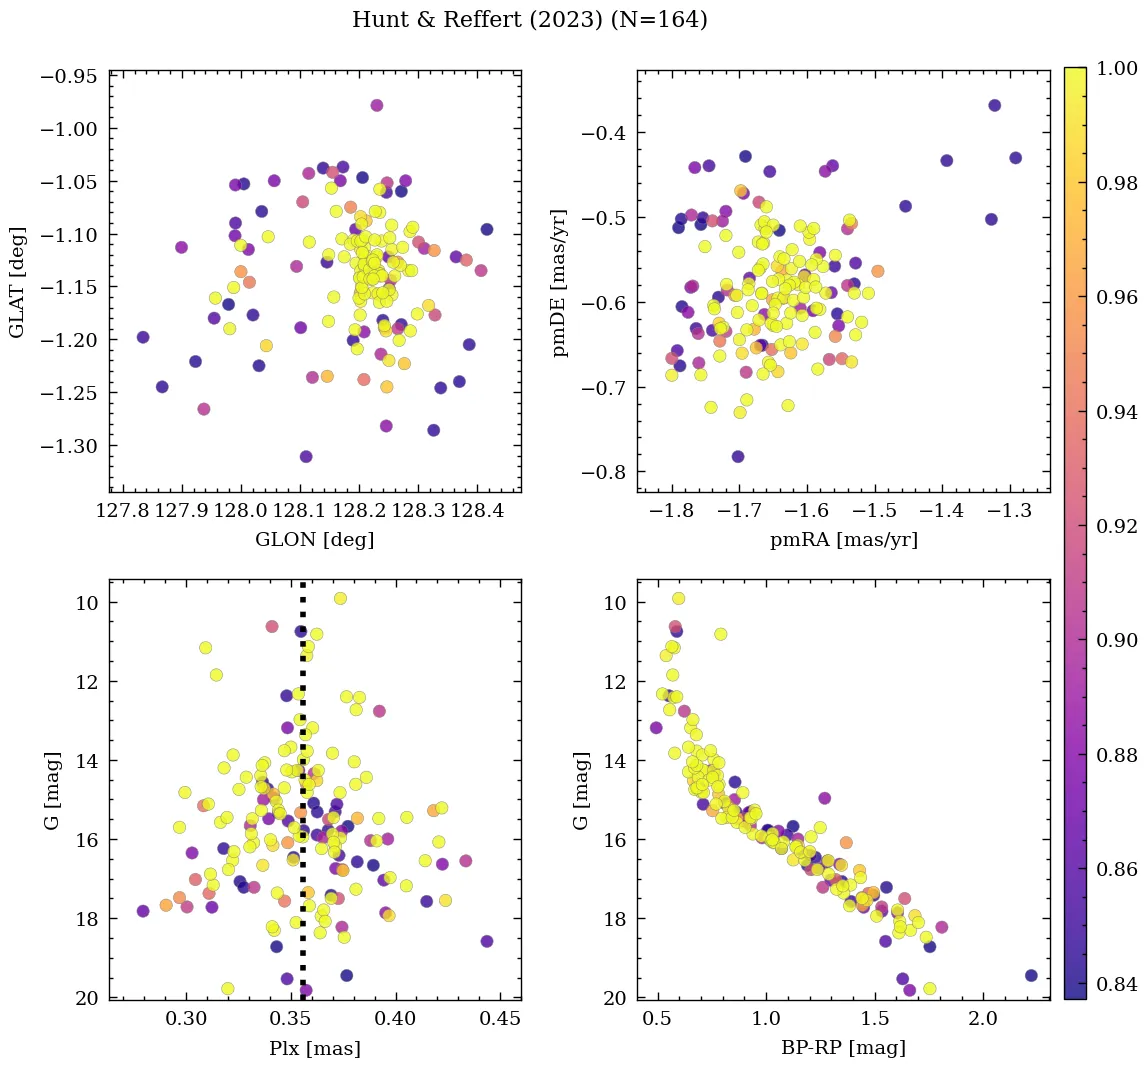 Hunt & Reffert (2023) (N=164)
−0.95
−1.00
−1.05
−1.10
−1.15
−1.20
−1.25
−1.30
GLAT [deg]
127.8 127.9 128.0 128.1 128.2 128.3 128.4
GLON [deg]
−0.4
−0.5
−0.6
−0.7
−0.8
pmDE [mas/yr]
−1.8 −1.7 −1.6 −1.5 −1.4 −1.3
pmRA [mas/yr]
10
12
14
16
18
20
G [mag]
0.30 0.35 0.40 0.45
Plx [mas]
10
12
14
16
18
20
G [mag]
0.5 1.0 1.5 2.0
BP-RP [mag]
1.00
0.98
0.96
0.94
0.92
0.90
0.88
0.86
0.84